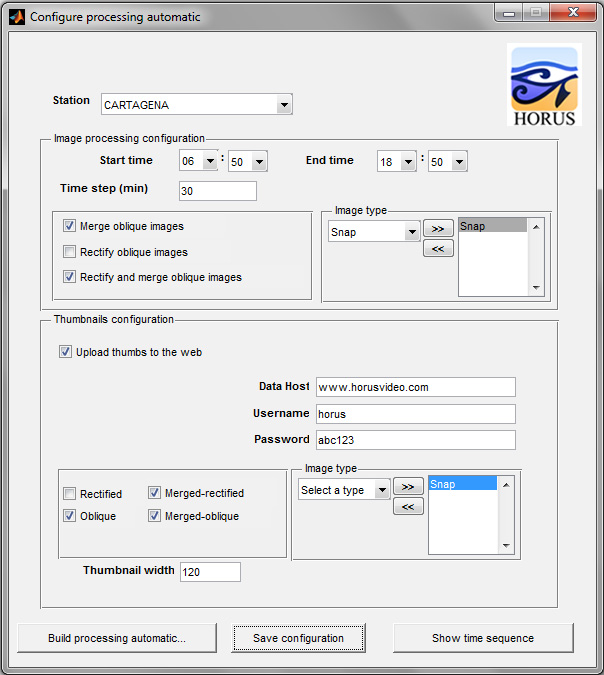 Configure processing automatic
HORUS
Station CARTAGENA
Image processing configuration
Start time 06 : 50 End time 18 : 50
Time step (min) 30
Merge oblique images
Rectify oblique images
Rectify and merge oblique images
Image type
Snap >> Snap
<<
Thumbnails configuration
Upload thumbs to the web
Data Host www.horusvideo.com
Username horus
Password abc123
Rectified Merged-rectified
Oblique Merged-oblique
Image type
Select a type >> Snap
<<
Thumbnail width 120
Build processing automatic... Save configuration Show time sequence